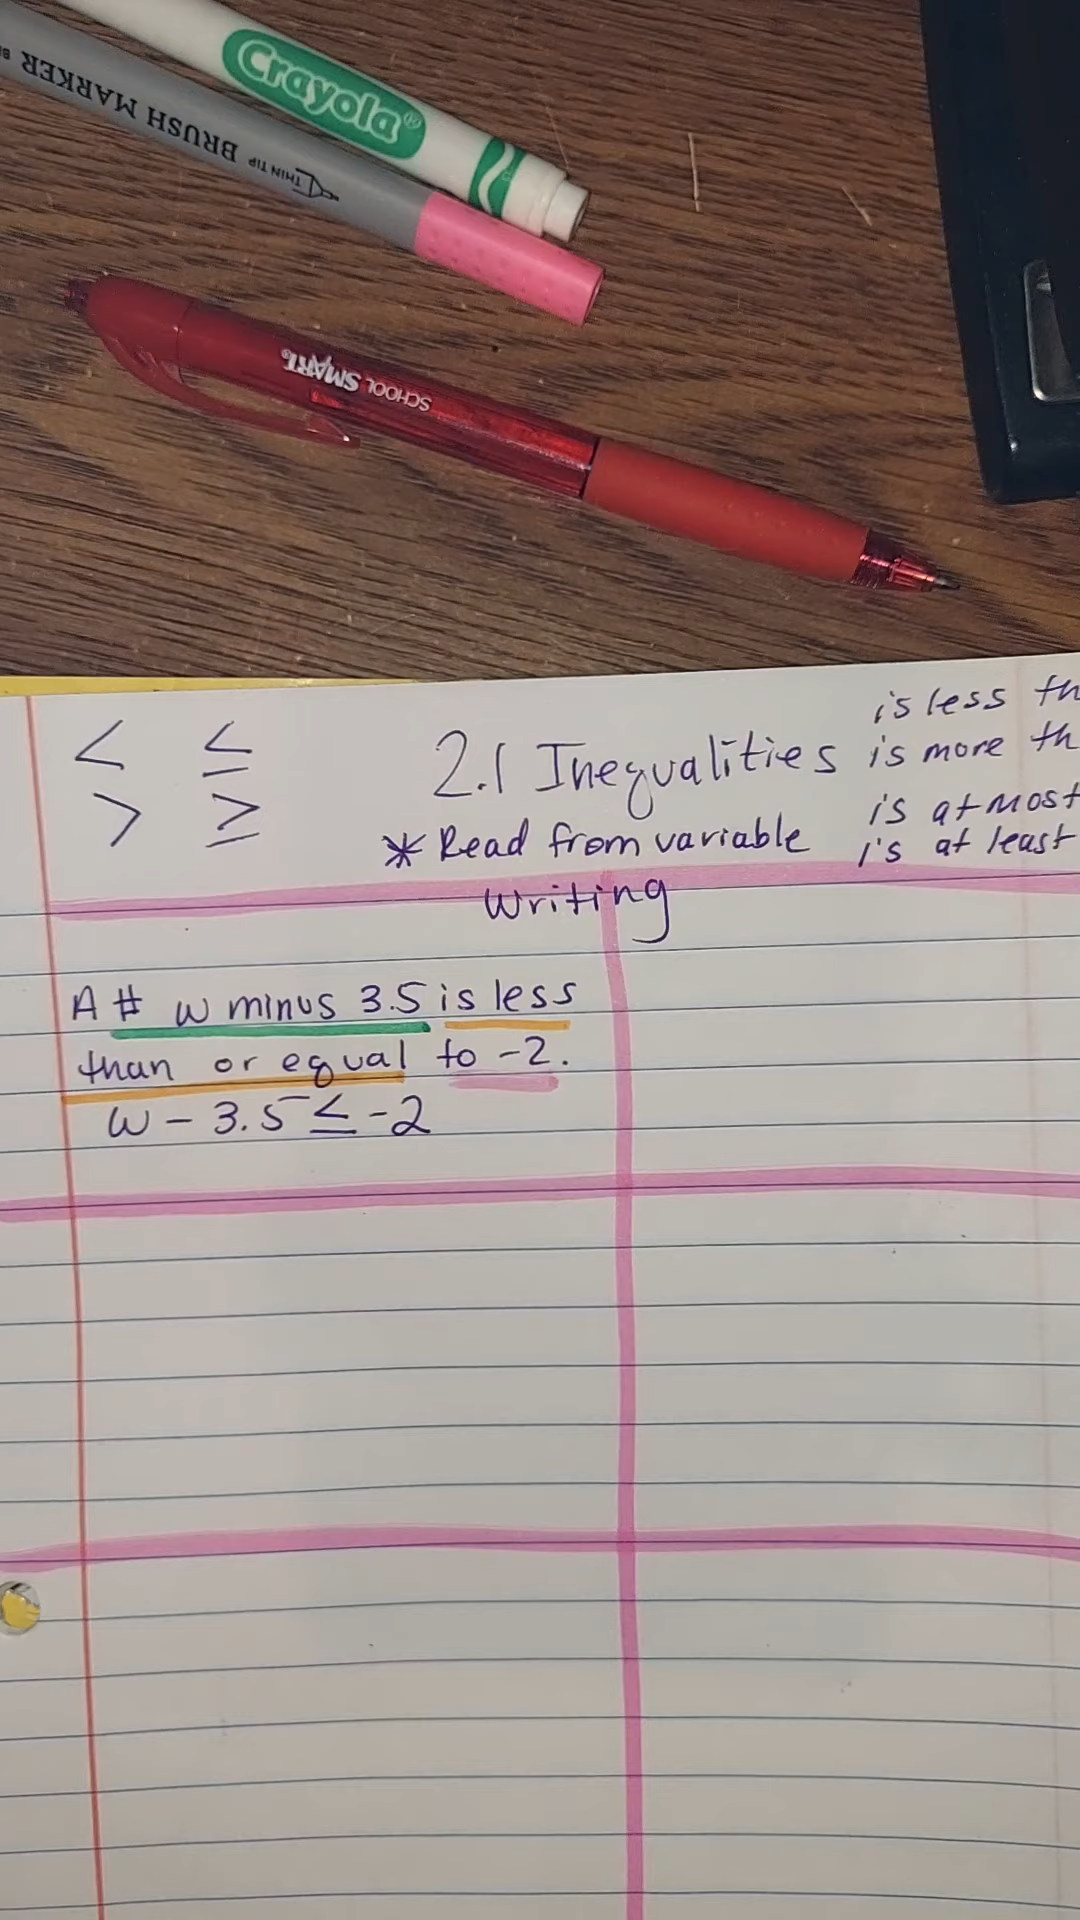 Crayola®
BRUSH MARKER
THIN TIP
SCHOOL SMART®
< ≤
> ≥
2.1 Inequalities
* Read from variable
is less
is more
is at most
is at least
Writing
A # w minus 3.5 is less
than or equal to -2.
w - 3.5 ≤ -2